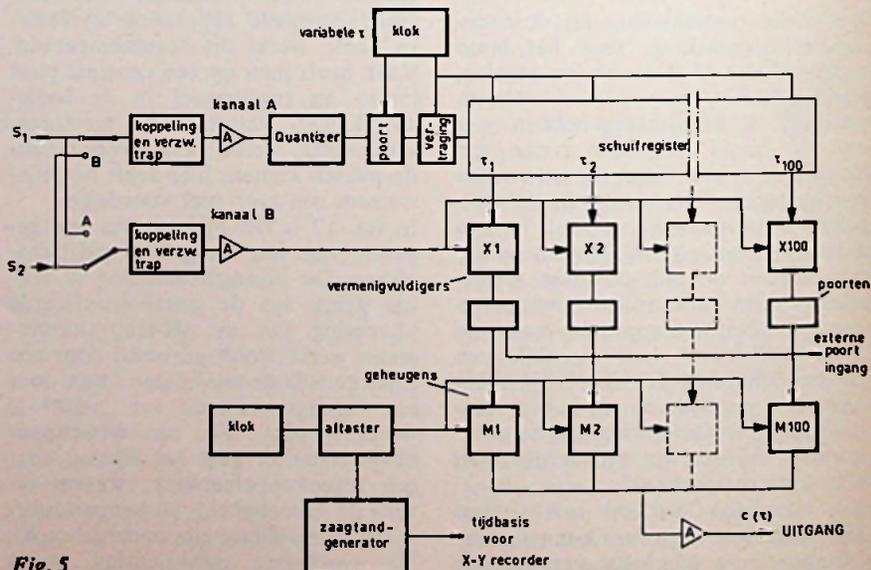 variabele τ
klok
kanaal A
S1
B
koppeling en verzw. trap
A
Quantizer
poort
ver-traging
schuifregister
τ1
τ2
τ100
kanaal B
A
S2
koppeling en verzw. trap
A
X1
X2
X100
vermenigvuldigers
poorten
externe poort ingang
geheugens
klok
aftaster
M1
M2
M100
zaagtand-generator
tijdbasis voor X-Y recorder
A
c (τ)
UITGANG
Fig. 5